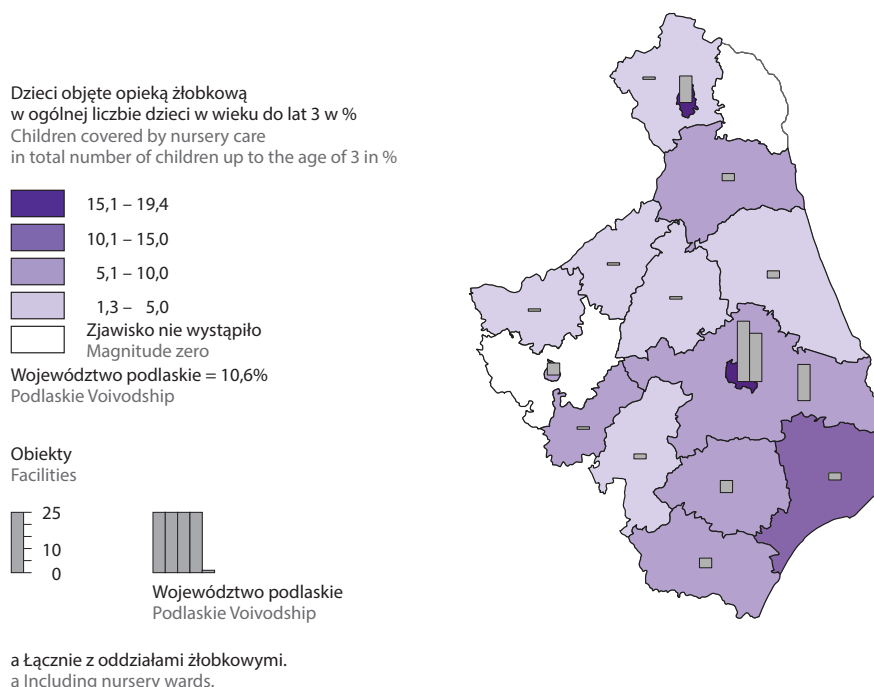 Dzieci objęte opieką żłobkową
w ogólnej liczbie dzieci w wieku do lat 3 w %
Children covered by nursery care
in total number of children up to the age of 3 in %
15,1 – 19,4
10,1 – 15,0
5,1 – 10,0
1,3 – 5,0
Zjawisko nie wystąpiło
Magnitude zero
Województwo podlaskie = 10,6%
Podlaskie Voivodship
Obiekty
Facilities
25
10
0
Województwo podlaskie
Podlaskie Voivodship
a Łącznie z oddziałami żłobkowymi.
a Including nursery wards.